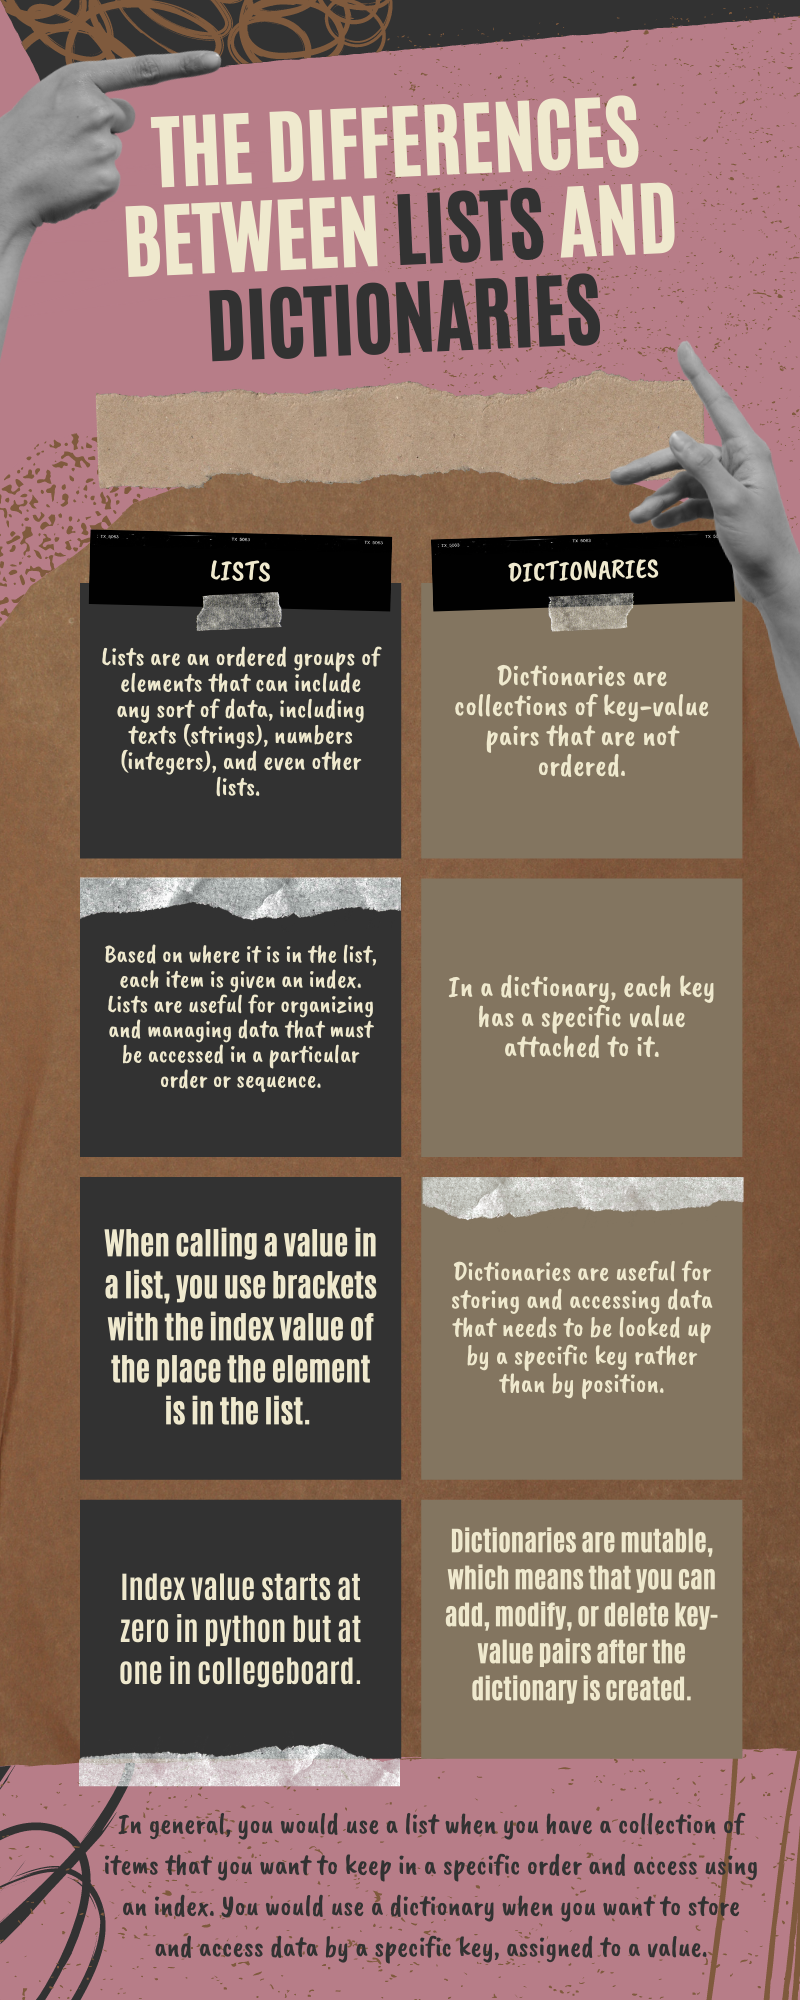 THE DIFFERENCES
BETWEEN LISTS AND
DICTIONARIES
TX 5063
TX 5063
TX 5063
LISTS
Lists are an ordered groups of
elements that can include
any sort of data, including
texts (strings), numbers
(integers), and even other
lists.
Based on where it is in the list,
each item is given an index.
Lists are useful for organizing
and managing data that must
be accessed in a particular
order or sequence.
When calling a value in
a list, you use brackets
with the index value of
the place the element
is in the list.
Index value starts at
zero in python but at
one in collegeboard.
TX 5063
TX 5063
DICTIONARIES
Dictionaries are
collections of key-value
pairs that are not
ordered.
In a dictionary, each key
has a specific value
attached to it.
Dictionaries are useful for
storing and accessing data
that needs to be looked up
by a specific key rather
than by position.
Dictionaries are mutable,
which means that you can
add, modify, or delete key-
value pairs after the
dictionary is created.
In general, you would use a list when you have a collection of
items that you want to keep in a specific order and access using
an index. You would use a dictionary when you want to store
and access data by a specific key, assigned to a value.